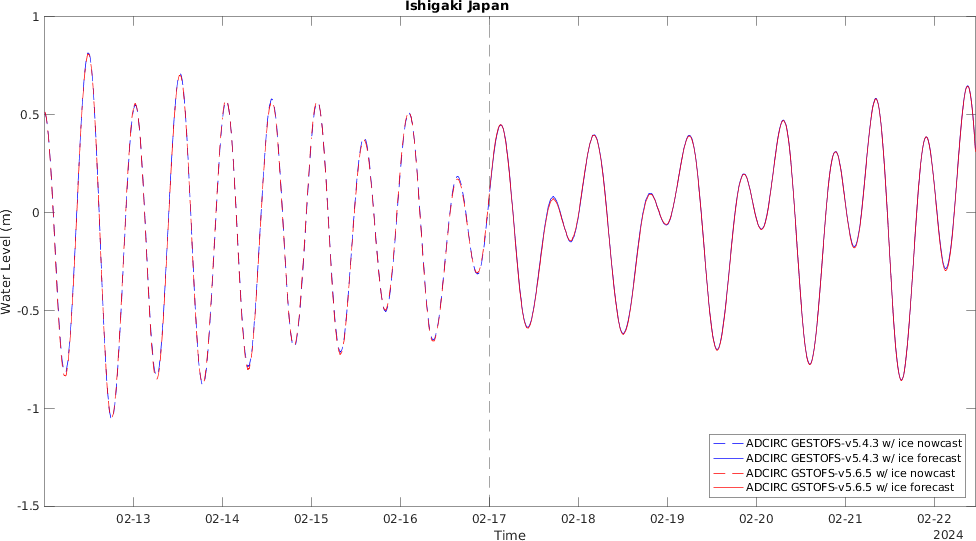 Ishigaki Japan
1
0.5
0
-0.5
-1
-1.5
Water Level (m)
02-13 02-14 02-15 02-16 02-17 02-18 02-19 02-20 02-21 02-22
Time
2024
ADCIRC GESTOFS-v5.4.3 w/ ice nowcast
ADCIRC GESTOFS-v5.4.3 w/ ice forecast
ADCIRC GSTOFS-v5.6.5 w/ ice nowcast
ADCIRC GSTOFS-v5.6.5 w/ ice forecast